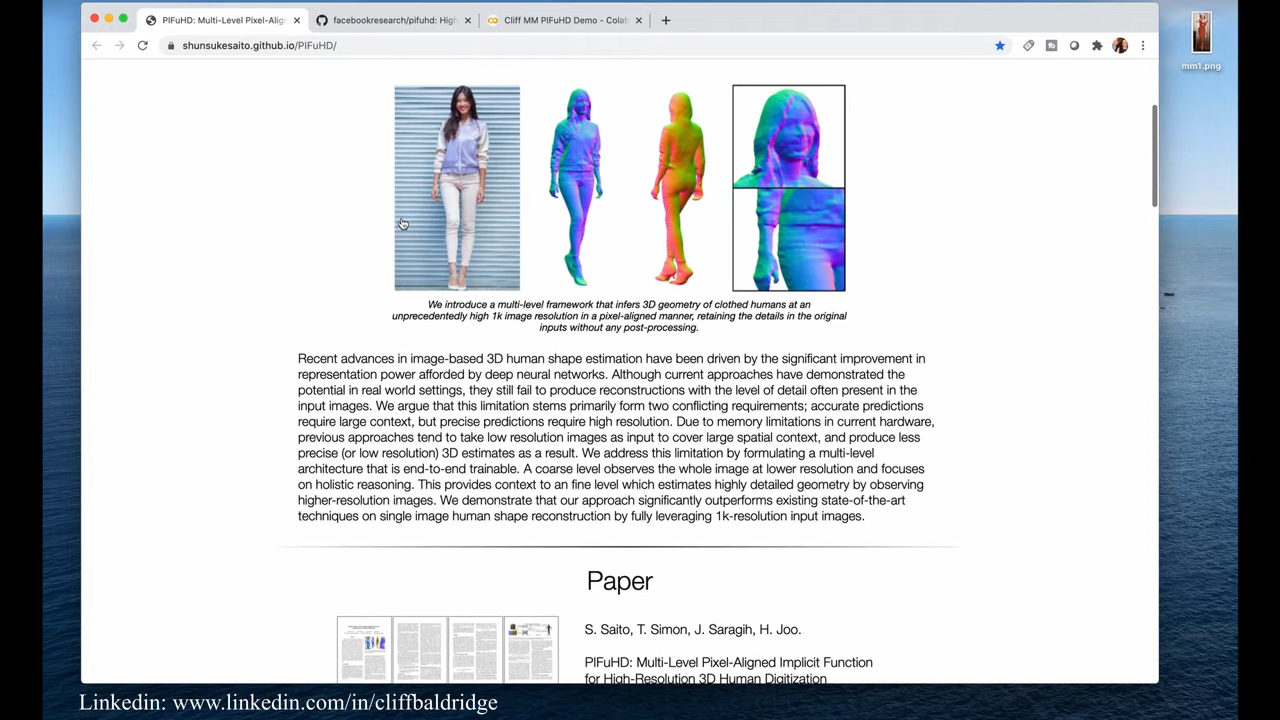 PIFuHD: Multi-Level Pixel-Alig
facebookresearch/pifuhd: High
Cliff MM PIFuHD Demo - Colab
shunsukesaito.github.io/PIFuHD/
mm1.png
We introduce a multi-level framework that infers 3D geometry of clothed humans at an
unprecedentedly high 1k image resolution in a pixel-aligned manner, retaining the details in the original
inputs without any post-processing.
Recent advances in image-based 3D human shape estimation have been driven by the significant improvement in
representation power afforded by deep neural networks. Although current approaches have demonstrated the
potential in real world settings, they still fail to produce reconstructions with the level of detail often present in the
input images. We argue that this limitation stems primarily form two conflicting requirements; accurate predictions
require large context, but precise predictions require high resolution. Due to memory limitations in current hardware,
previous approaches tend to take low resolution images as input to cover large spatial context, and produce less
precise (or low resolution) 3D estimates as a result. We address this limitation by formulating a multi-level
architecture that is end-to-end trainable. A coarse level observes the whole image at lower resolution and focuses
on holistic reasoning. This provides context to an fine level which estimates highly detailed geometry by observing
higher-resolution images. We demonstrate that our approach significantly outperforms existing state-of-the-art
techniques on single image human shape reconstruction by fully leveraging 1k-resolution input images.
Paper
S. Saito, T. Simon, J. Saragih, H. Joo.
PIFuHD: Multi-Level Pixel-Aligned Implicit Function
for High-Resolution 3D Human Digitization
Linkedin: www.linkedin.com/in/cliffbaldridge